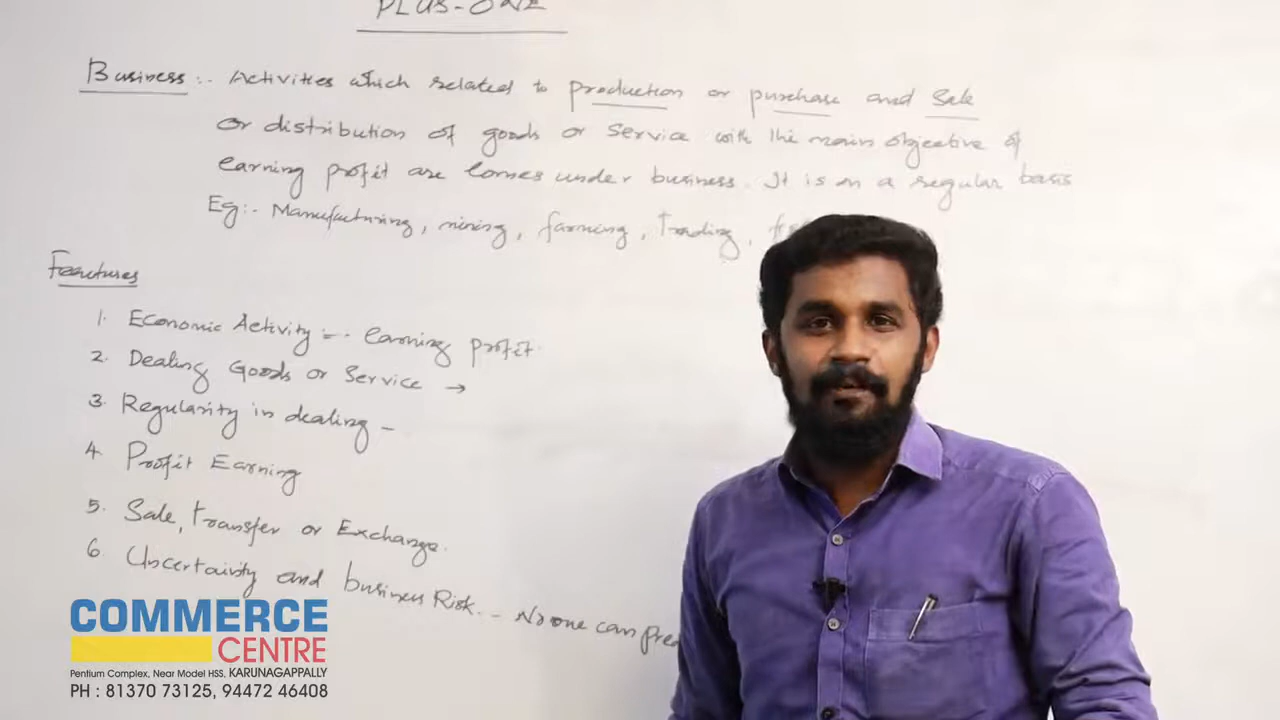 PLUS-ONE
Business :- Activities which related to production or purchase and Sale
or distribution of goods or service with the main objective of
earning profit are comes under business. It is on a regular basis
Eg:- Manufacturing, mining, farming, trading,
Feactures
1. Economic Activity :- earning profit
2. Dealing Goods or Service →
3. Regularity in dealing -
4. Profit Earning
5. Sale, transfer or Exchange.
6. Uncertainity and business Risk. - No one can
COMMERCE
CENTRE
Pentium Complex, Near Model HSS, KARUNAGAPPALLY
PH : 81370 73125, 94472 46408